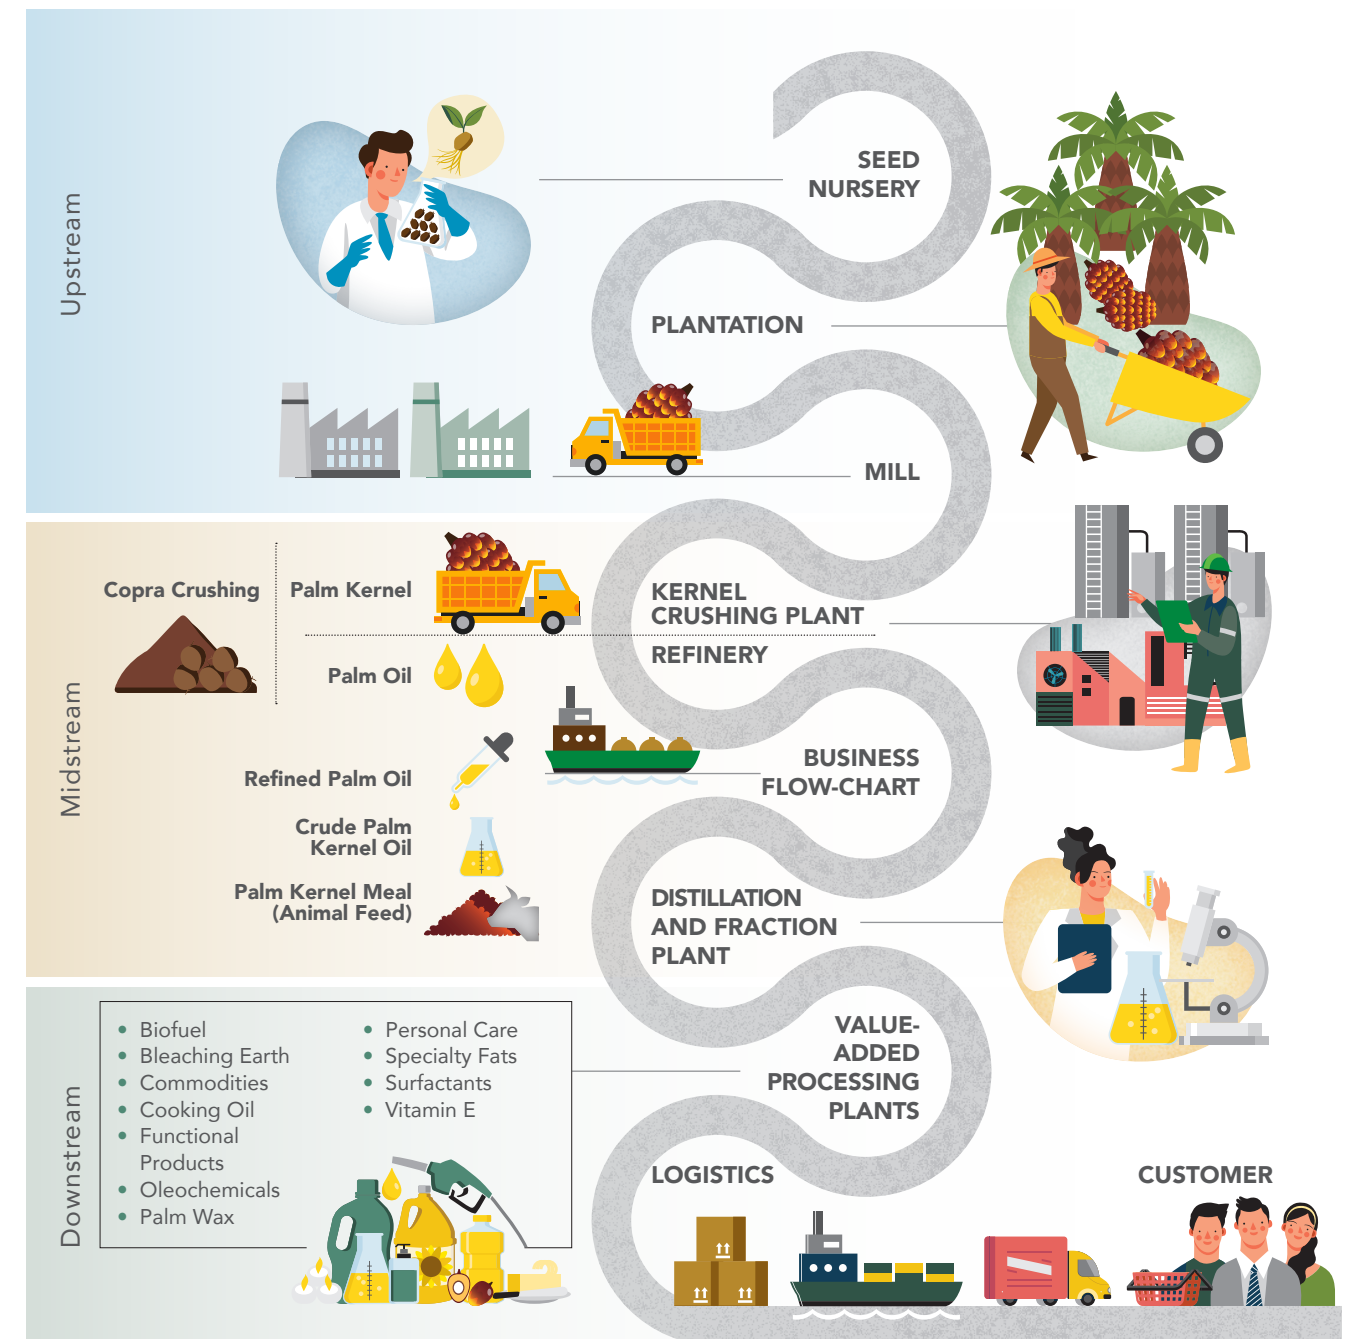 Upstream
SEED
NURSERY
PLANTATION
MILL
Midstream
Copra Crushing
Palm Kernel
KERNEL
CRUSHING PLANT
REFINERY
Palm Oil
BUSINESS
FLOW-CHART
Refined Palm Oil
Crude Palm
Kernel Oil
Palm Kernel Meal
(Animal Feed)
DISTILLATION
AND FRACTION
PLANT
Downstream
• Biofuel
• Bleaching Earth
• Commodities
• Cooking Oil
• Functional
Products
• Oleochemicals
• Palm Wax
• Personal Care
• Specialty Fats
• Surfactants
• Vitamin E
VALUE-
ADDED
PROCESSING
PLANTS
LOGISTICS
CUSTOMER